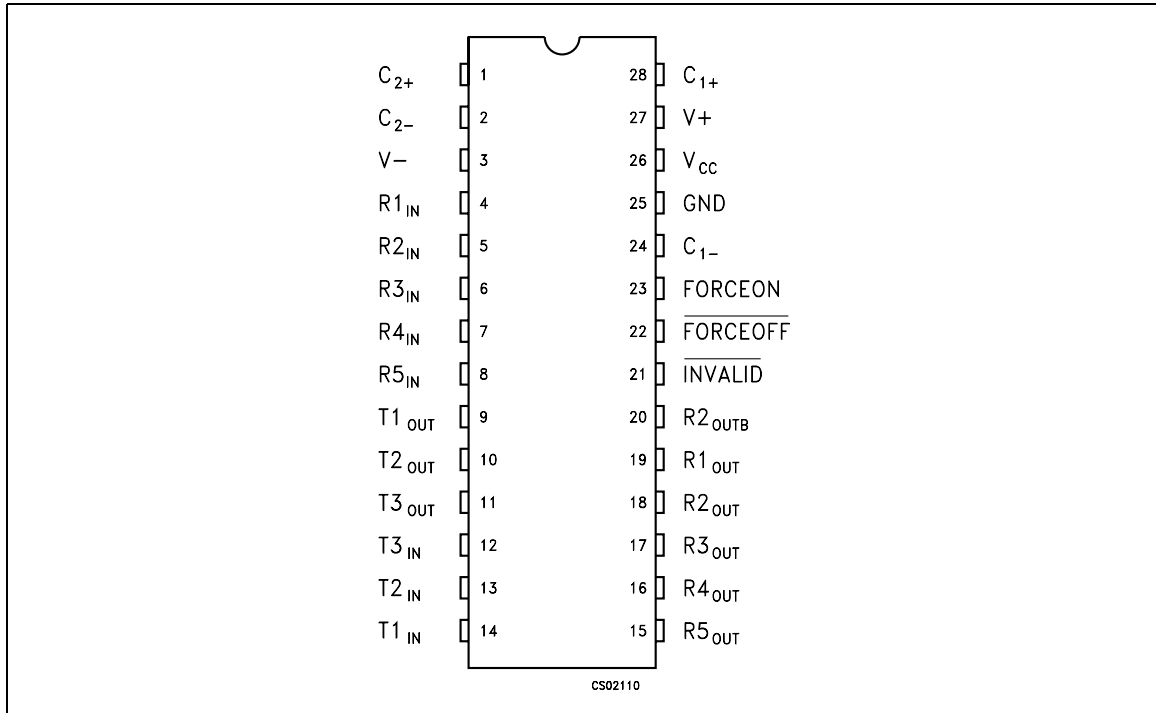 C2+ 1 28 C1+
C2- 2 27 V+
V- 3 26 VCC
R1IN 4 25 GND
R2IN 5 24 C1-
R3IN 6 23 FORCEON
R4IN 7 22 FORCEOFF
R5IN 8 21 INVALID
T1OUT 9 20 R2OUTB
T2OUT 10 19 R1OUT
T3OUT 11 18 R2OUT
T3IN 12 17 R3OUT
T2IN 13 16 R4OUT
T1IN 14 15 R5OUT
CS02110